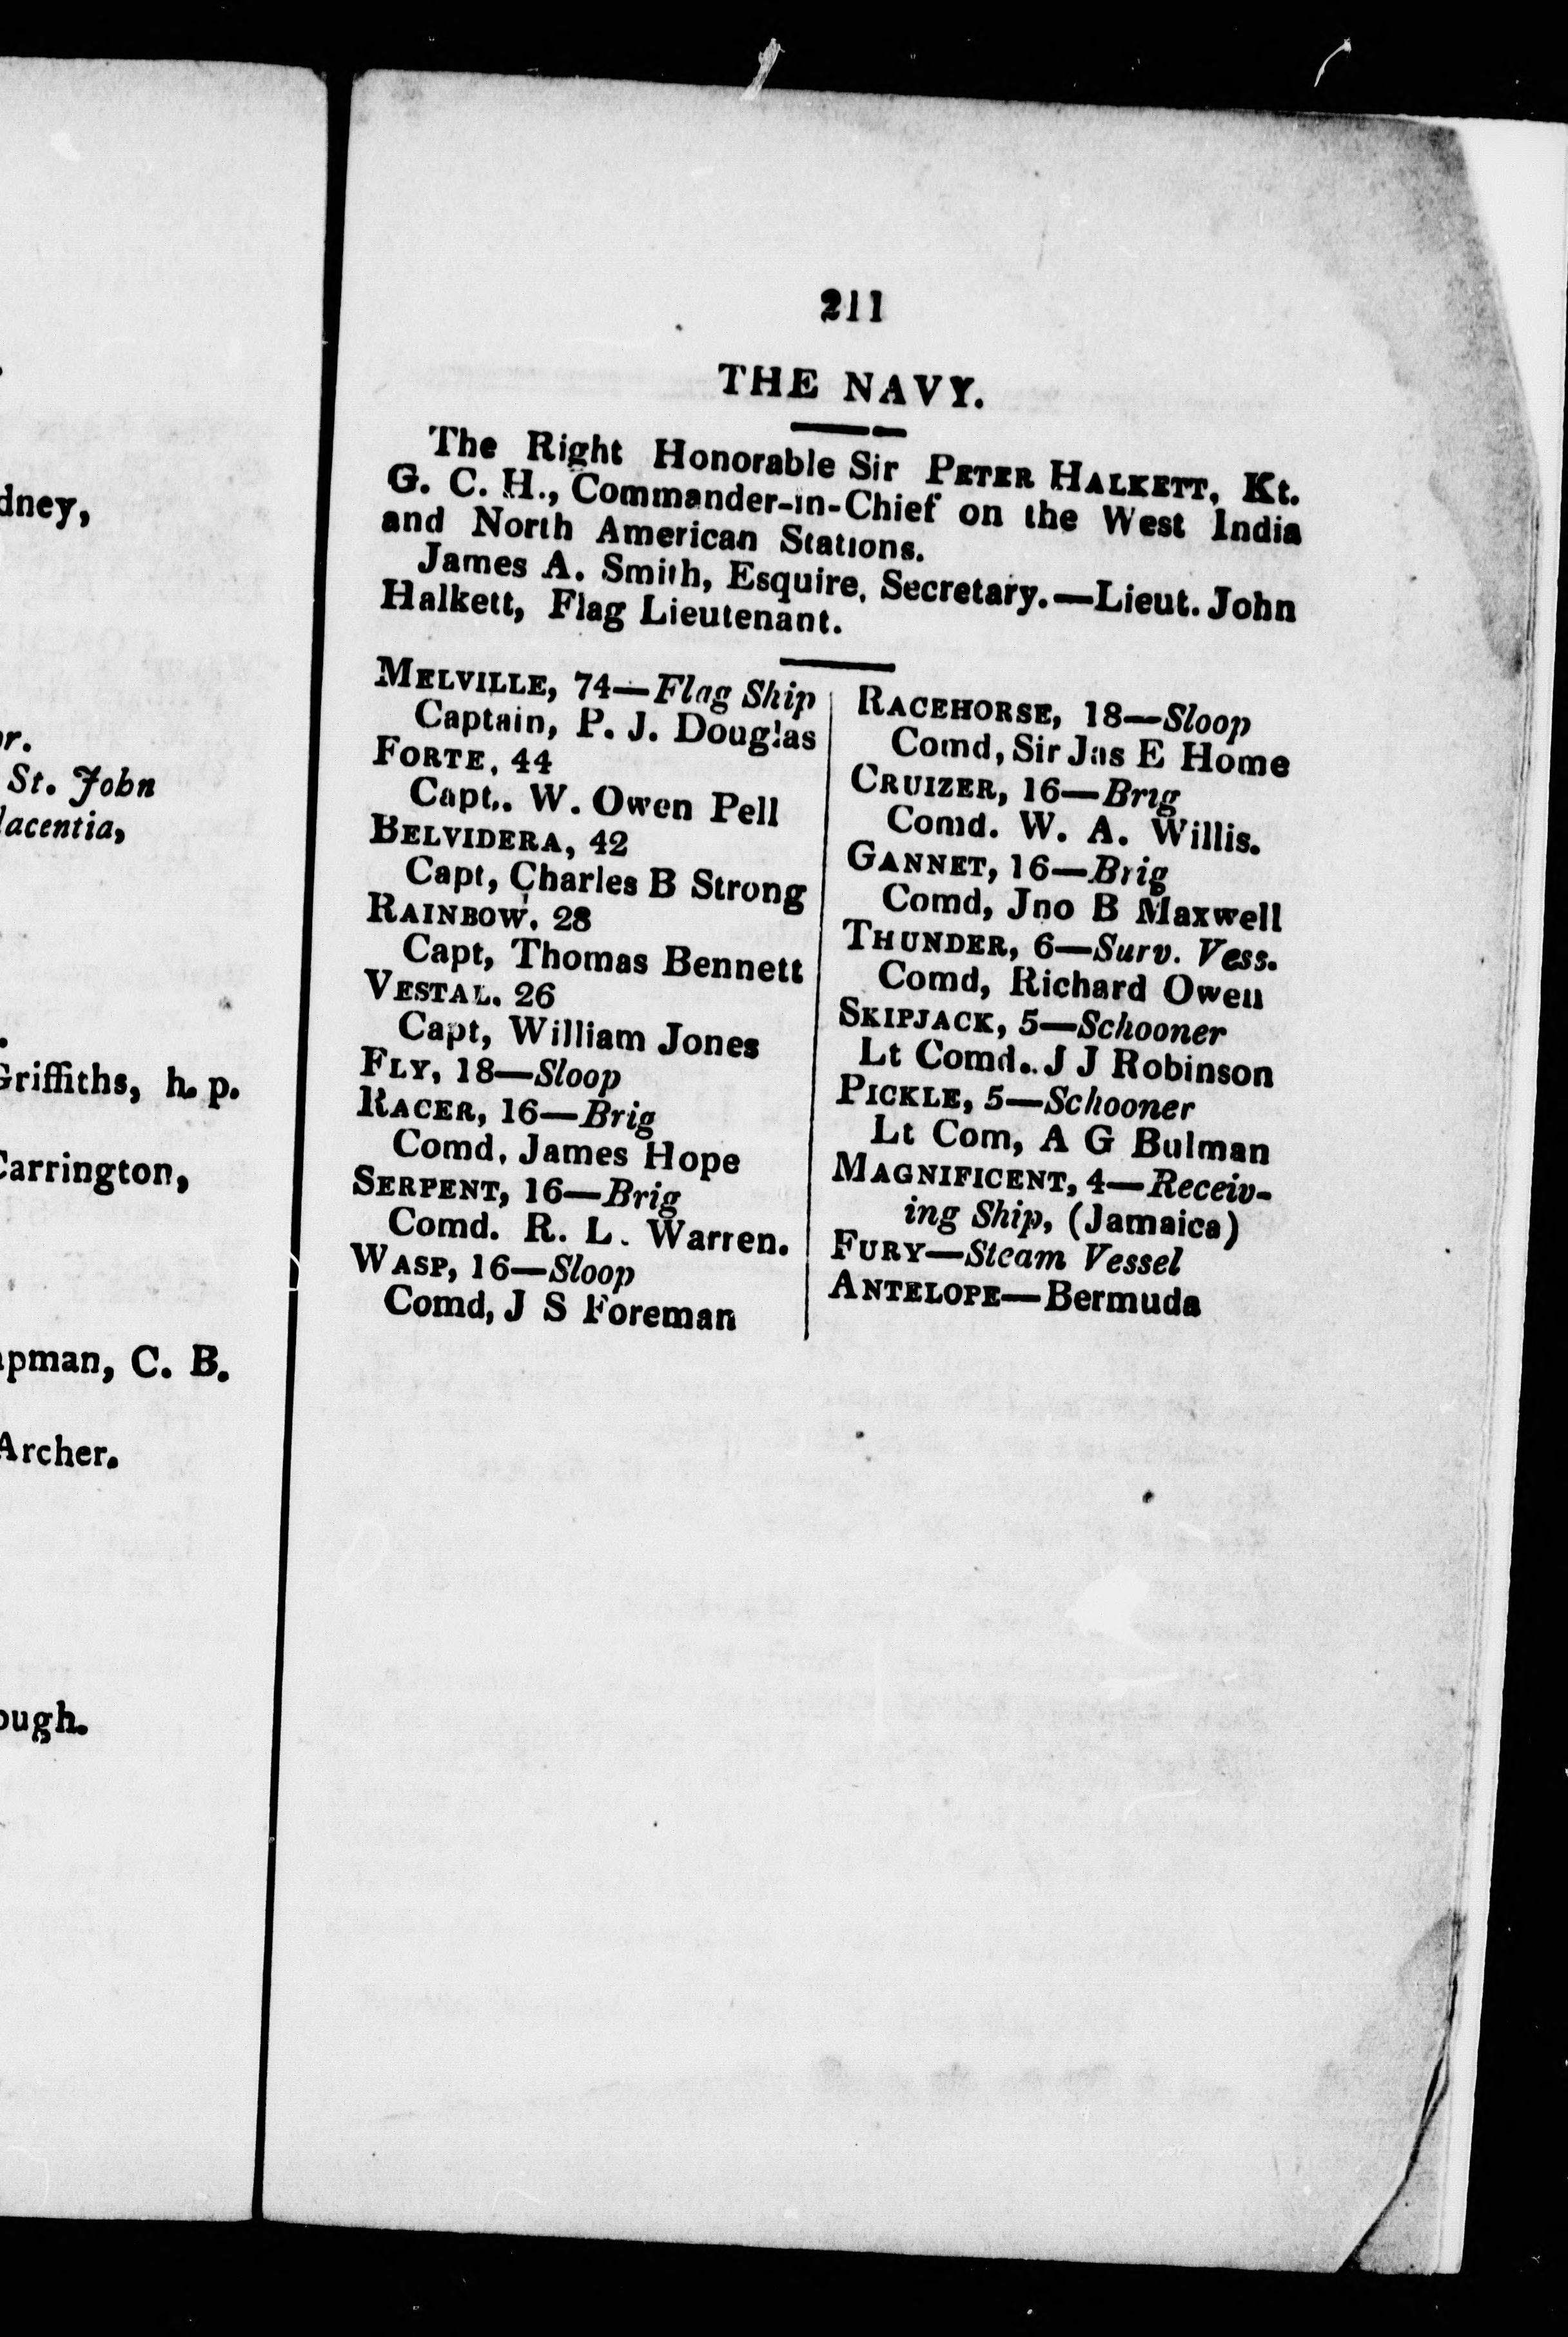 dney,
St. John
lacentia,
Griffiths, h. p.
Carrington,
pman, C. B.
Archer.
ough.
211
THE NAVY.
The Right Honorable Sir PETER HALKETT, Kt.
G. C. H., Commander-in-Chief on the West India
and North American Stations.
James A. Smith, Esquire, Secretary.—Lieut. John
Halkett, Flag Lieutenant.
MELVILLE, 74—Flag Ship
Captain, P. J. Douglas
FORTE, 44
Capt,. W. Owen Pell
BELVIDERA, 42
Capt, Charles B Strong
RAINBOW, 28
Capt, Thomas Bennett
VESTAL. 26
Capt, William Jones
FLY, 18—Sloop
RACER, 16—Brig
Comd, James Hope
SERPENT, 16—Brig
Comd. R. L. Warren.
WASP, 16—Sloop
Comd, J S Foreman
RACEHORSE, 18—Sloop
Comd, Sir Jas E Home
CRUIZER, 16—Brig
Comd. W. A. Willis.
GANNET, 16—Brig
Comd, Jno B Maxwell
THUNDER, 6—Surv. Vess.
Comd, Richard Owen
SKIPJACK, 5—Schooner
Lt Comd.. J J Robinson
PICKLE, 5—Schooner
Lt Com, A G Bulman
MAGNIFICENT, 4—Receiv-
ing Ship, (Jamaica)
FURY—Steam Vessel
ANTELOPE—Bermuda